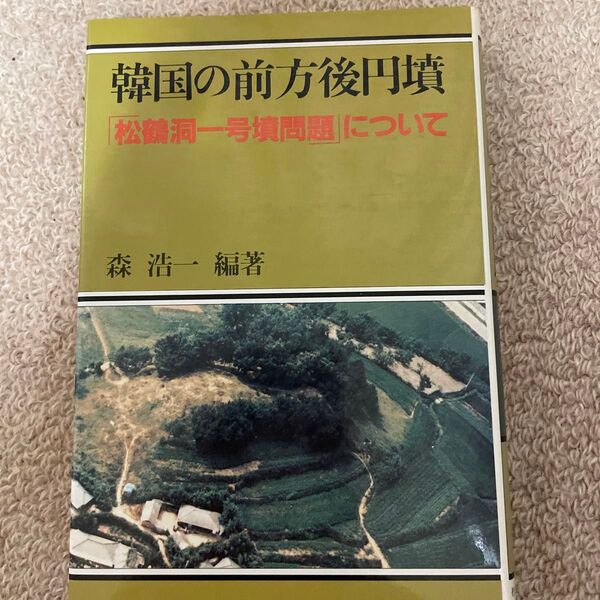 韓国の前方後円墳
「松鶴洞一号墳問題」について
森 浩一 編著